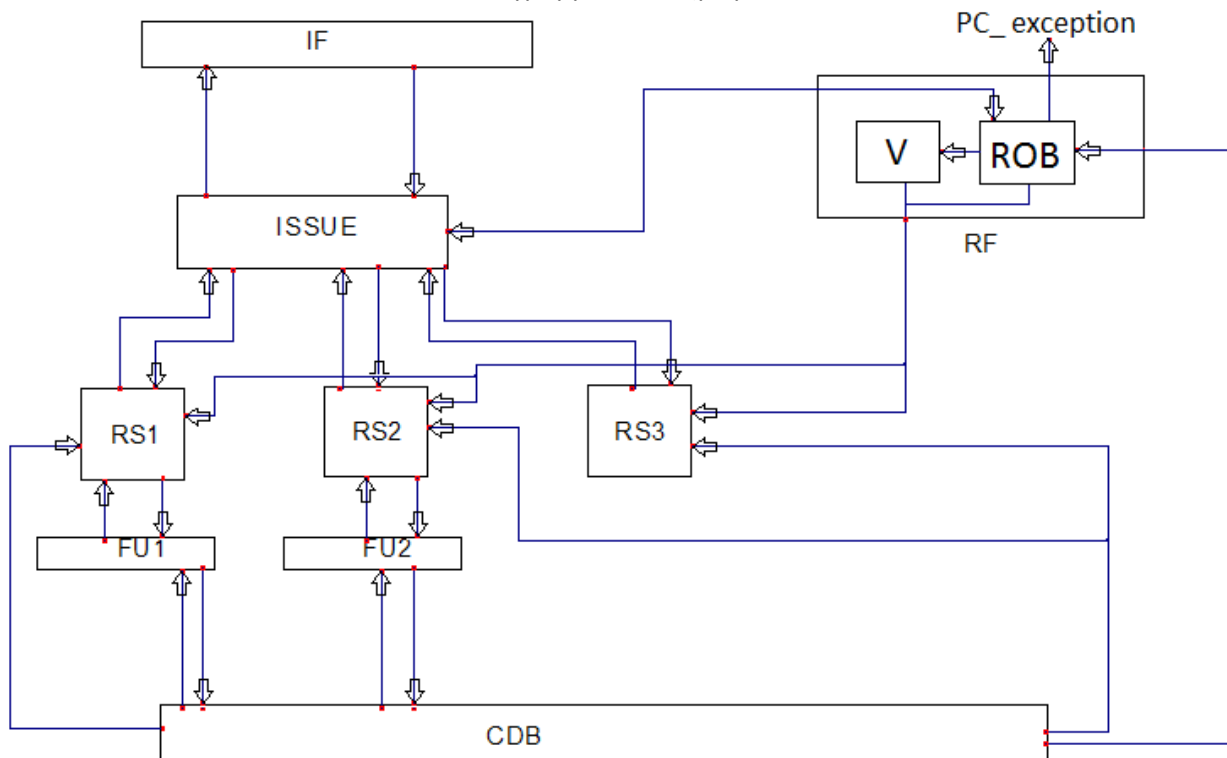 IF
PC_ exception
V
ROB
ISSUE
RF
RS1
RS2
RS3
FU1
FU2
CDB